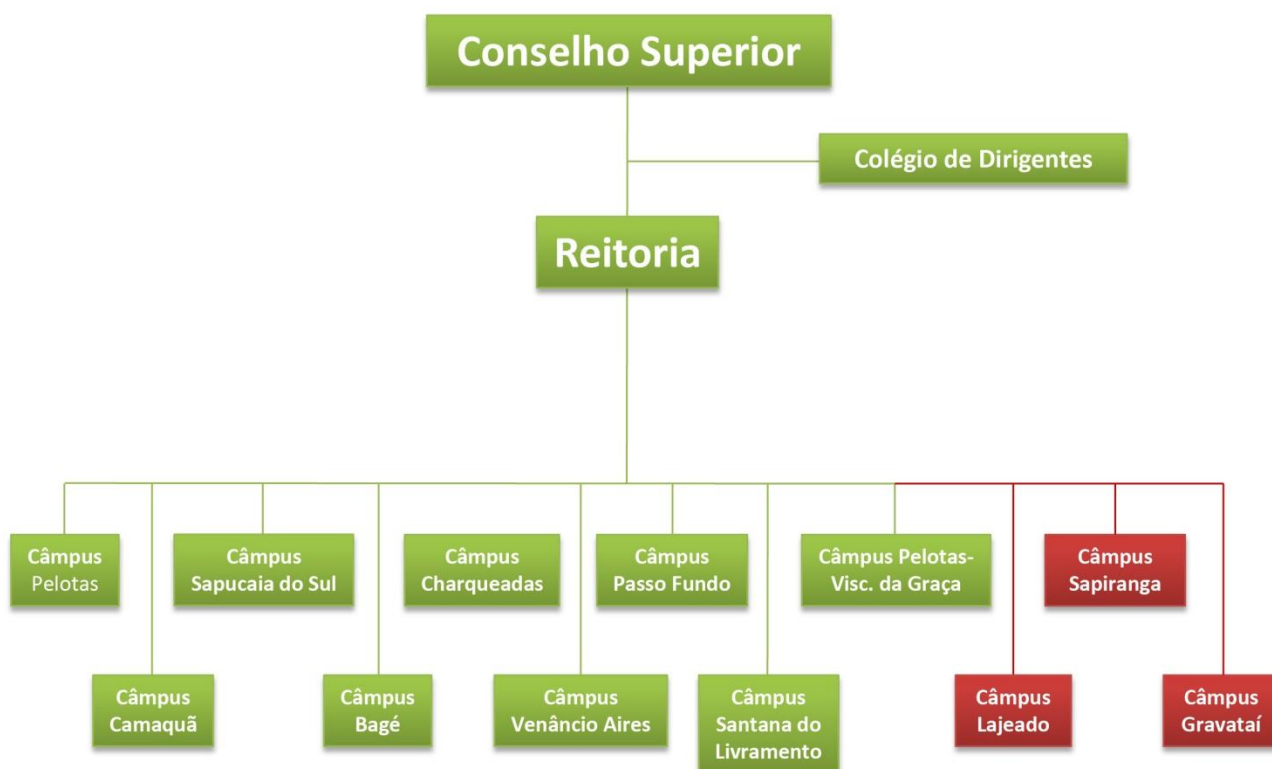 Conselho Superior
Colégio de Dirigentes
Reitoria
Câmpus
Pelotas
Câmpus
Sapucaia do Sul
Câmpus
Charqueadas
Câmpus
Passo Fundo
Câmpus Pelotas-
Visc. da Graça
Câmpus
Sapiranga
Câmpus
Camaquã
Câmpus
Bagé
Câmpus
Venâncio Aires
Câmpus
Santana do
Livramento
Câmpus
Lajeado
Câmpus
Gravataí